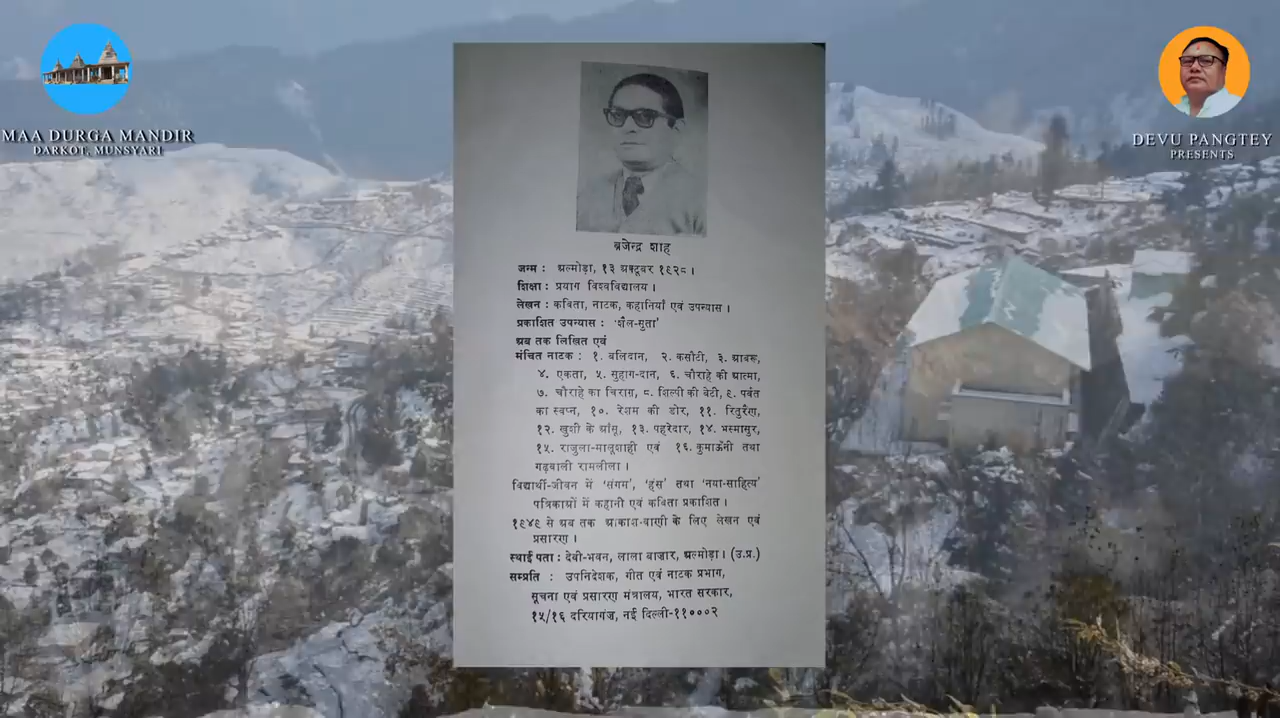 MAA DURGA MANDIR
DARKOT, MUNSYARI
DEVU PANGTEY
PRESENTS
ब्रजेन्द्र शाह
जन्म : अल्मोड़ा, १३ अक्टूबर १९२८ ।
शिक्षा : प्रयाग विश्वविद्यालय ।
लेखन : कविता, नाटक, कहानियाँ एवं उपन्यास ।
प्रकाशित उपन्यास : 'शैल-सुता'
अब तक लिखित एवं
मंचित नाटक : १. बलिदान, २. कसौटी, ३. आबरू,
४. एकता, ५. सुहाग-दान, ६. चौराहे की आत्मा,
७. चौराहे का चिराग़, ८. शिल्पी की बेटी, ९. पर्वत
का स्वप्न, १०. रेशम की डोर, ११. रितुरैण,
१२. खुशी के आँसू, १३. पहरेदार, १४. भस्मासुर,
१५. राजुला-मालूशाही एवं १६. कुमाऊँनी तथा
गढ़वाली रामलीला ।
विद्यार्थी-जीवन में 'संगम', 'हंस' तथा 'नया-साहित्य'
पत्रिकाओं में कहानी एवं कविता प्रकाशित ।
१९४९ से अब तक आकाश-वाणी के लिए लेखन एवं
प्रसारण ।
स्थाई पता : देवी-भवन, लाला बाज़ार, अल्मोड़ा । (उ.प्र.)
सम्प्रति : उपनिदेशक, गीत एवं नाटक प्रभाग,
सूचना एवं प्रसारण मंत्रालय, भारत सरकार,
१५/१६ दरियागंज, नई दिल्ली-११०००२